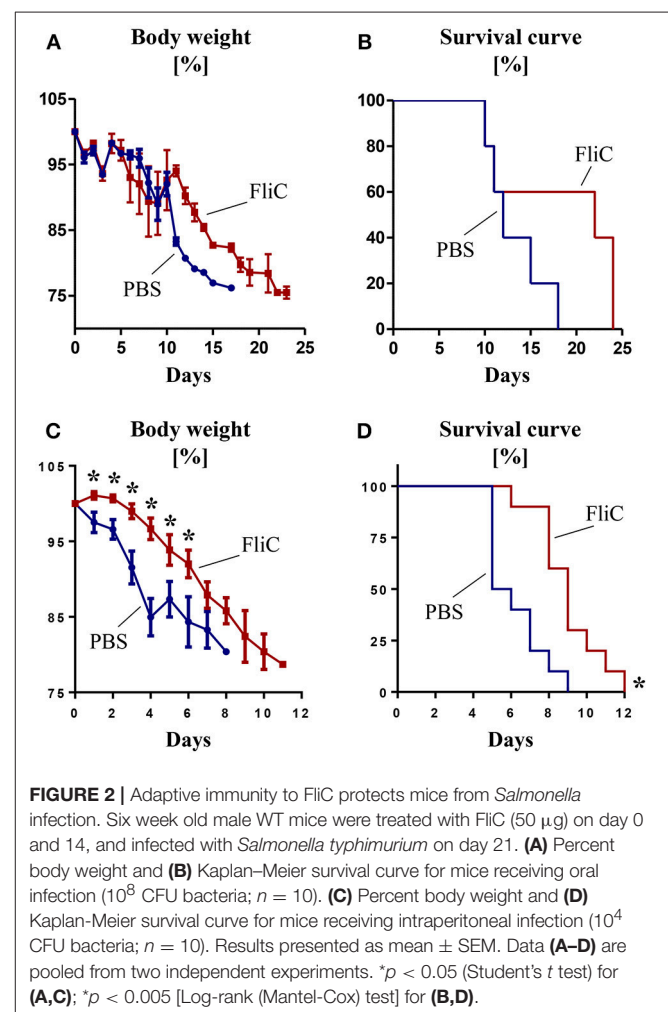 A
Body weight
[%]
105
95
85
75
0
5
10
15
20
25
FliC
PBS
Days
B
Survival curve
[%]
100
80
60
40
20
0
0
5
10
15
20
25
FliC
PBS
Days
C
Body weight
[%]
105
95
85
75
0
2
4
6
8
10
12
* * * * * *
FliC
PBS
Days
D
Survival curve
[%]
100
75
50
25
0
0
2
4
6
8
10
12
FliC
PBS
*
Days
FIGURE 2 | Adaptive immunity to FliC protects mice from Salmonella
infection. Six week old male WT mice were treated with FliC (50 μg) on day 0
and 14, and infected with Salmonella typhimurium on day 21. (A) Percent
body weight and (B) Kaplan–Meier survival curve for mice receiving oral
infection (10⁸ CFU bacteria; n = 10). (C) Percent body weight and (D)
Kaplan-Meier survival curve for mice receiving intraperitoneal infection (10⁴
CFU bacteria; n = 10). Results presented as mean ± SEM. Data (A–D) are
pooled from two independent experiments. *p < 0.05 (Student's t test) for
(A,C); *p < 0.005 [Log-rank (Mantel-Cox) test] for (B,D).